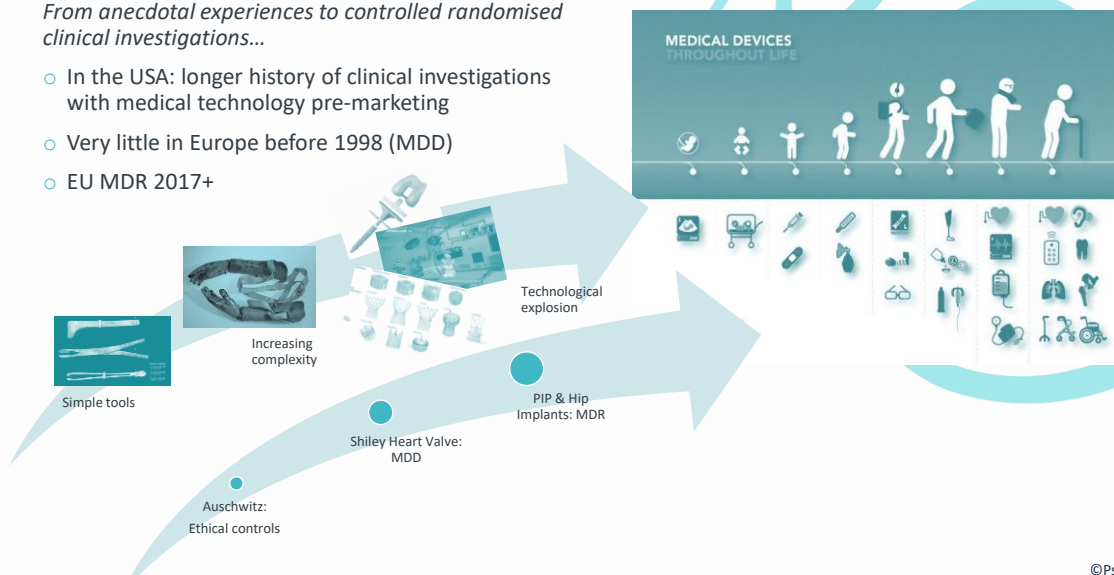 From anecdotal experiences to controlled randomised
clinical investigations…
○ In the USA: longer history of clinical investigations
with medical technology pre-marketing
○ Very little in Europe before 1998 (MDD)
○ EU MDR 2017+
MEDICAL DEVICES
THROUGHOUT LIFE
Technological
explosion
Increasing
complexity
Simple tools
PIP & Hip
Implants: MDR
Shiley Heart Valve:
MDD
Auschwitz:
Ethical controls
©Ps